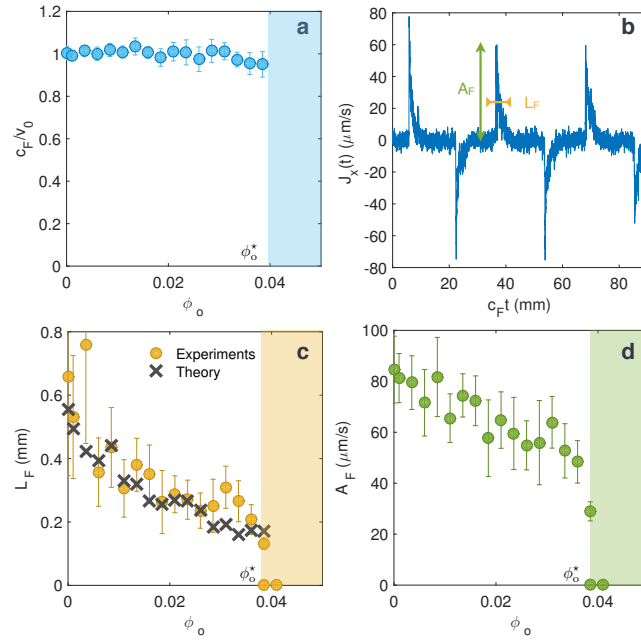 a
c_F/v_0
1.2
1
0.8
0.6
0.4
0.2
0
0
0.02
0.04
ϕ_o^⋆
ϕ_o
b
J_x(t) (μm/s)
80
60
40
20
0
-20
-40
-60
-80
A_F
L_F
0
20
40
60
80
c_Ft (mm)
c
L_F (mm)
0.8
0.6
0.4
0.2
0
Experiments
Theory
0
0.02
0.04
ϕ_o^⋆
ϕ_o
d
A_F (μm/s)
100
80
60
40
20
0
0
0.02
0.04
ϕ_o^⋆
ϕ_o